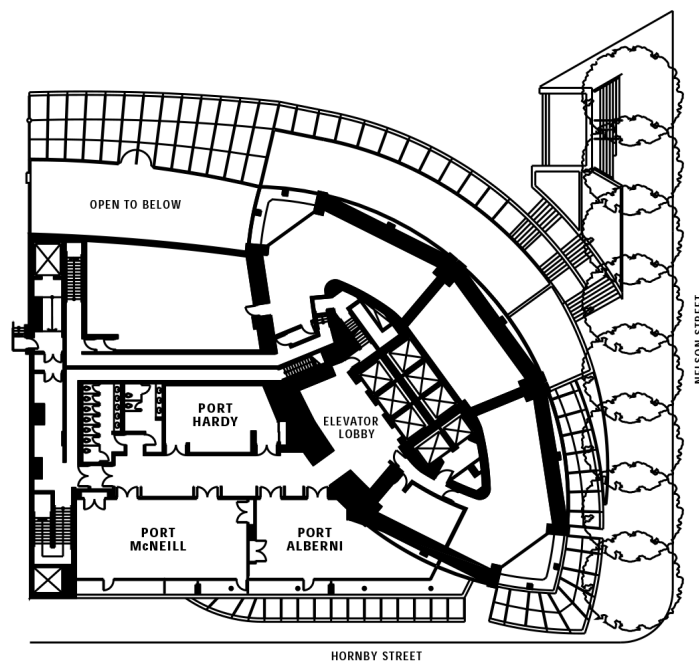 OPEN TO BELOW
NELSON STREET
PORT
HARDY
ELEVATOR
LOBBY
PORT
McNEILL
PORT
ALBERNI
HORNBY STREET